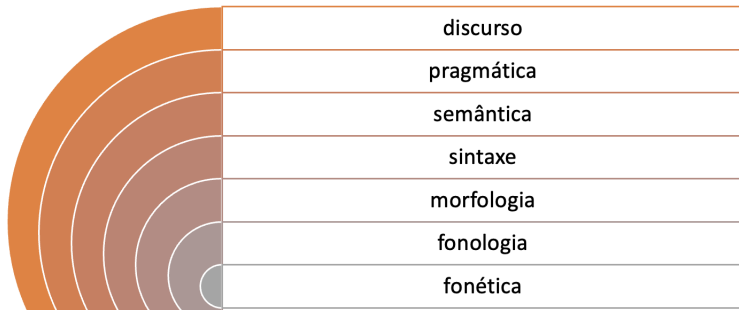 discurso
pragmática
semântica
sintaxe
morfologia
fonologia
fonética